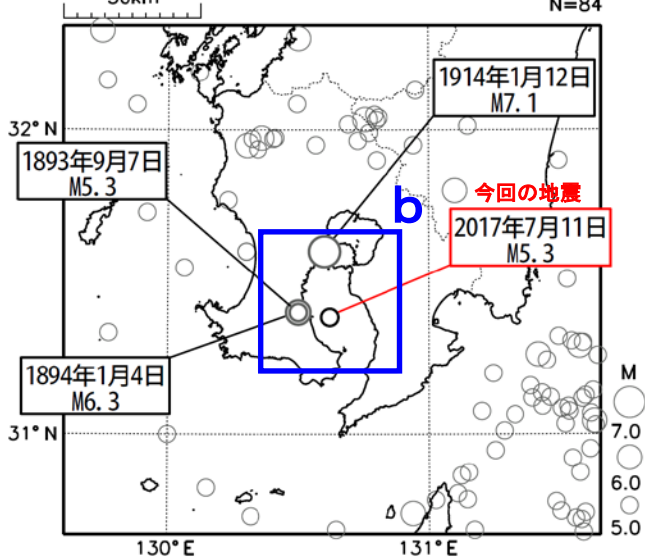 30km
N=84
1914年1月12日
M7.1
32°N
1893年9月7日
M5.3
今回の地震
b
2017年7月11日
M5.3
1894年1月4日
M6.3
M
31°N
7.0
6.0
5.0
130°E
131°E